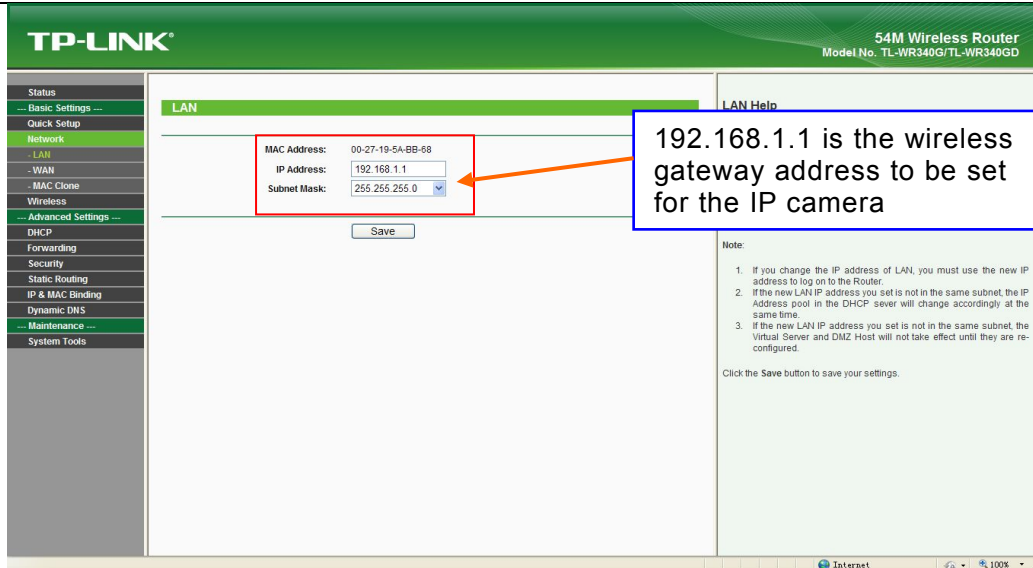 TP-LINK®
54M Wireless Router
Model No. TL-WR340G/TL-WR340GD
Status
--- Basic Settings ---
Quick Setup
Network
- LAN
- WAN
- MAC Clone
Wireless
--- Advanced Settings ---
DHCP
Forwarding
Security
Static Routing
IP & MAC Binding
Dynamic DNS
--- Maintenance ---
System Tools
LAN
MAC Address: 00-27-19-5A-BB-68
IP Address: 192.168.1.1
Subnet Mask: 255.255.255.0
Save
LAN Help
192.168.1.1 is the wireless
gateway address to be set
for the IP camera
Note:
1. If you change the IP address of LAN, you must use the new IP
address to log on to the Router.
2. If the new LAN IP address you set is not in the same subnet, the IP
Address pool in the DHCP sever will change accordingly at the
same time.
3. If the new LAN IP address you set is not in the same subnet, the
Virtual Server and DMZ Host will not take effect until they are re-
configured.
Click the Save button to save your settings.
Internet
100%